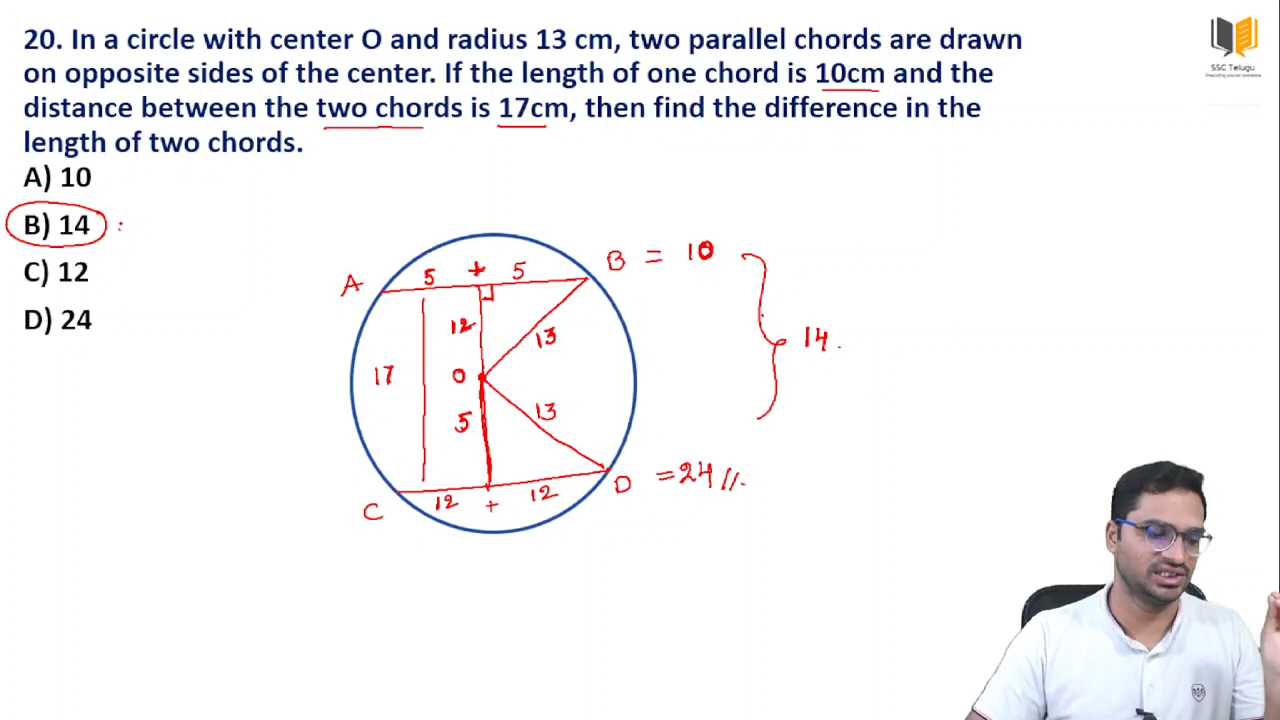 20. In a circle with center O and radius 13 cm, two parallel chords are drawn
on opposite sides of the center. If the length of one chord is 10cm and the
distance between the two chords is 17cm, then find the difference in the
length of two chords.
A) 10
B) 14
C) 12
D) 24
SSC Telugu
A 5 + 5 B = 10
12
13
17 O 14
5 13
C 12 + 12 D = 24 //